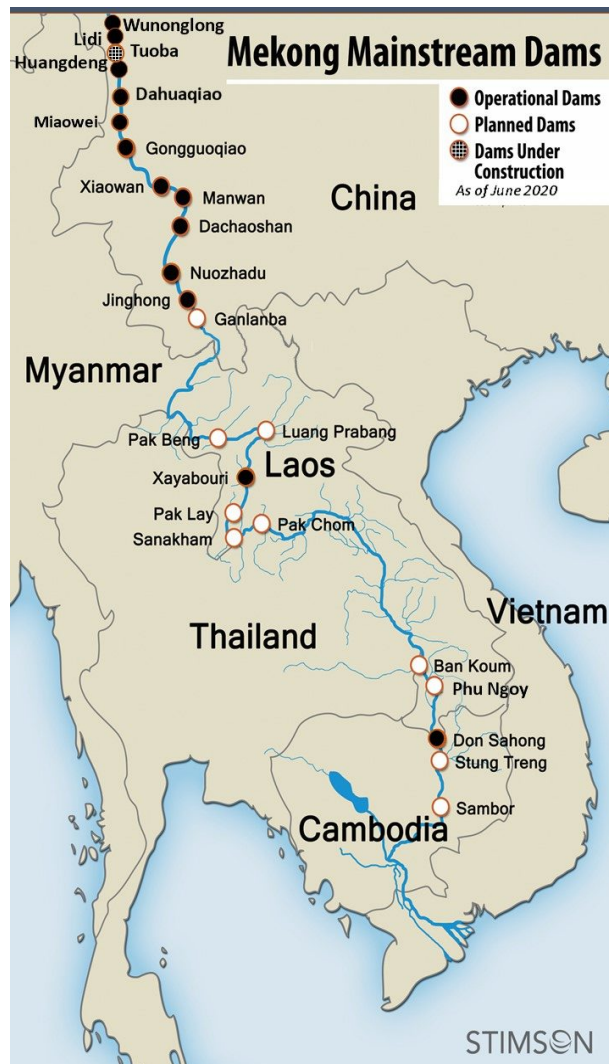 Mekong Mainstream Dams
Operational Dams
Planned Dams
Dams Under
Construction
As of June 2020
Wunonglong
Lidi
Tuoba
Huangdeng
Dahuaqiao
Miaowei
Gongguoqiao
Xiaowan
Manwan
China
Dachaoshan
Nuozhadu
Jinghong
Ganlanba
Myanmar
Luang Prabang
Pak Beng
Laos
Xayabouri
Pak Lay
Pak Chom
Sanakham
Vietnam
Thailand
Ban Koum
Phu Ngoy
Don Sahong
Stung Treng
Sambor
Cambodia
STIMSON